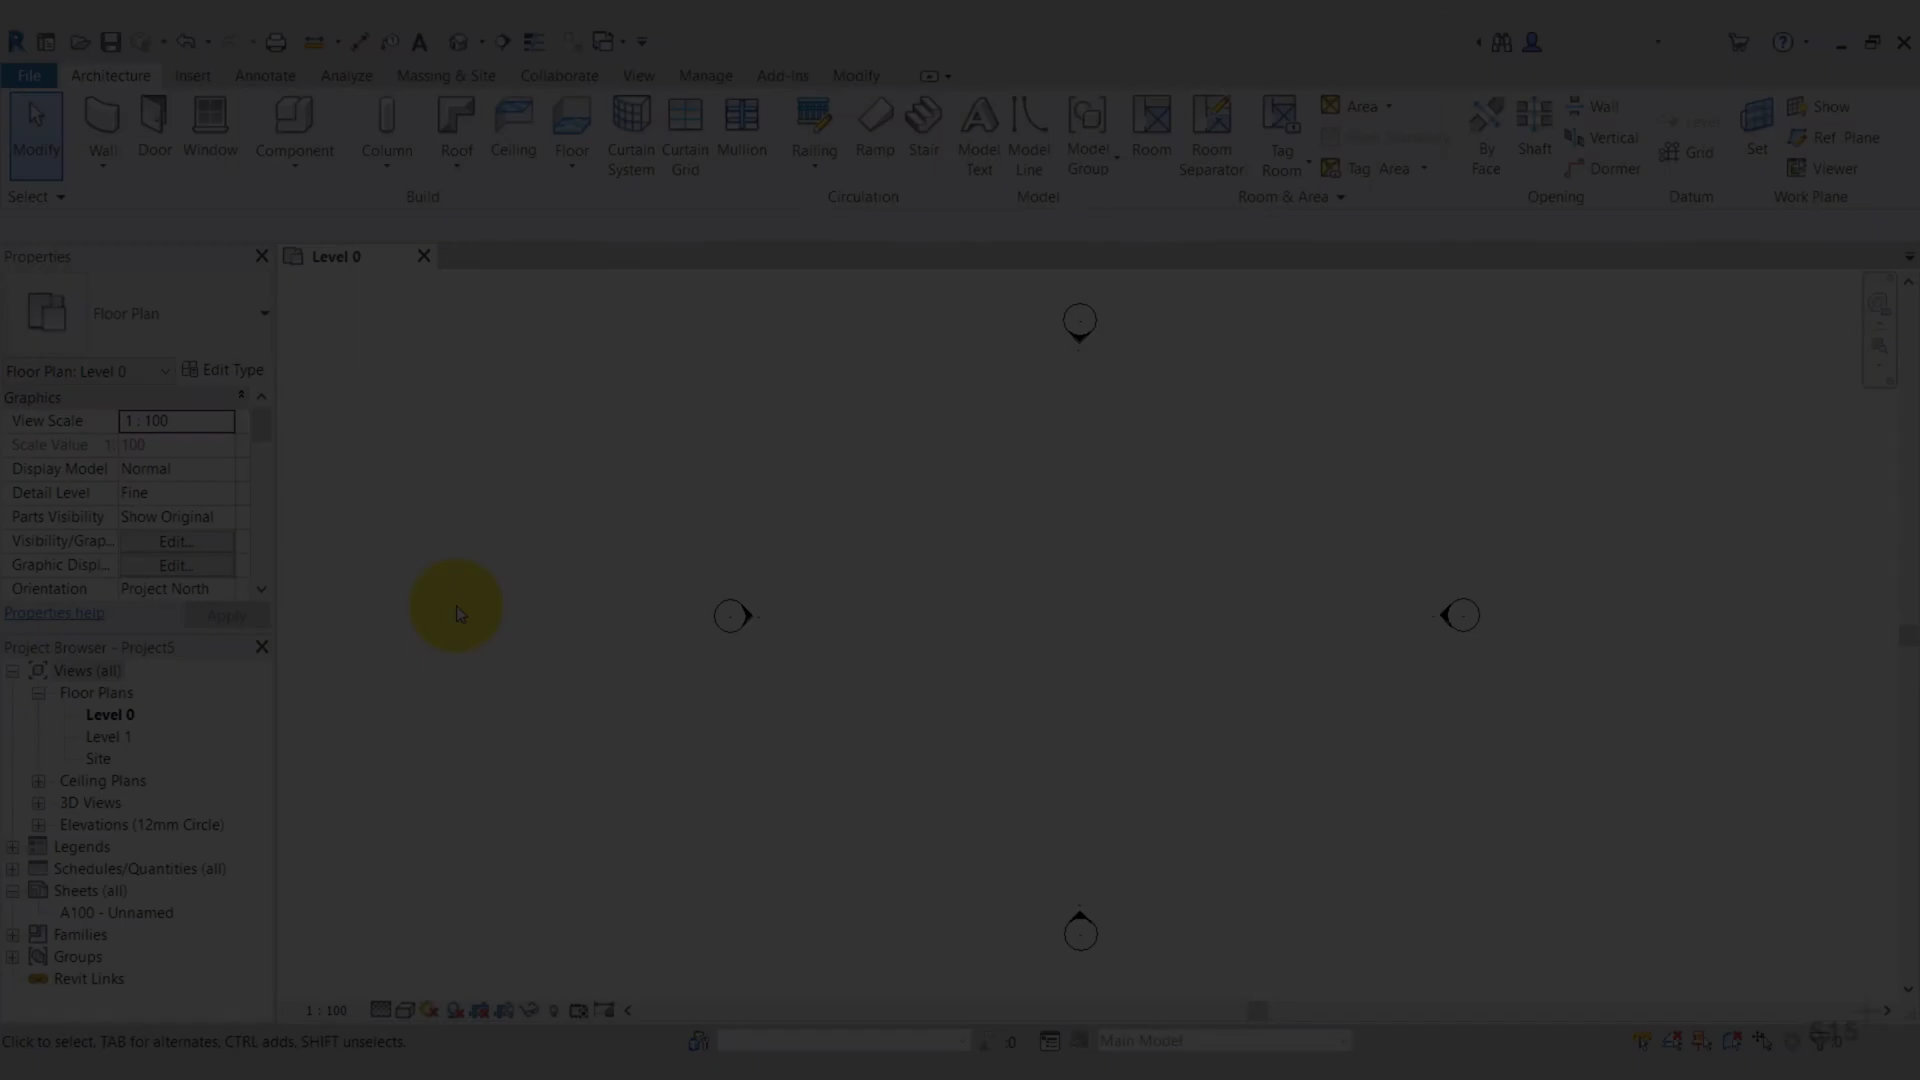 File Architecture Insert Annotate Analyze Massing & Site Collaborate View Manage Add-Ins Modify
Modify Wall Door Window Component Column Roof Ceiling Floor Curtain System Curtain Grid Mullion Railing Ramp Stair Model Text Model Line Model Group Room Room Separator Tag Room Area Tag Area By Face Shaft Wall Vertical Dormer Level Grid Set Show Ref Plane Viewer
Select Build Circulation Model Room & Area Opening Datum Work Plane
Properties
Level 0
Floor Plan
Floor Plan: Level 0 Edit Type
Graphics
View Scale 1 : 100
Scale Value 1: 100
Display Model Normal
Detail Level Fine
Parts Visibility Show Original
Visibility/Grap... Edit...
Graphic Displ... Edit...
Orientation Project North
Properties help Apply
Project Browser - Project5
Views (all)
Floor Plans
Level 0
Level 1
Site
Ceiling Plans
3D Views
Elevations (12mm Circle)
Legends
Schedules/Quantities (all)
Sheets (all)
A100 - Unnamed
Families
Groups
Revit Links
1 : 100
Click to select, TAB for alternates, CTRL adds, SHIFT unselects.
:0
Main Model